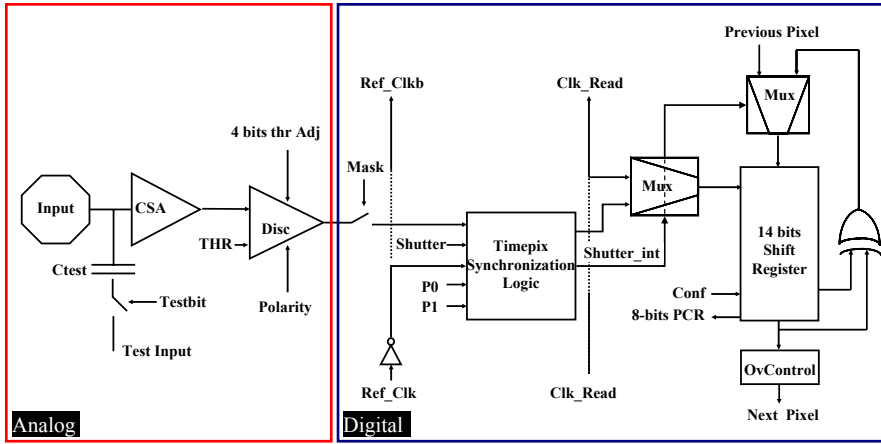 Previous Pixel
Ref_Clkb
Clk_Read
Mux
4 bits thr Adj
Mask
Mux
Input
CSA
Disc
THR
Shutter
Timepix
Synchronization
Logic
Shutter_int
14 bits
Shift
Register
Ctest
Testbit
Polarity
P0
P1
Conf
8-bits PCR
Test Input
OvControl
Ref_Clk
Clk_Read
Next Pixel
Analog
Digital